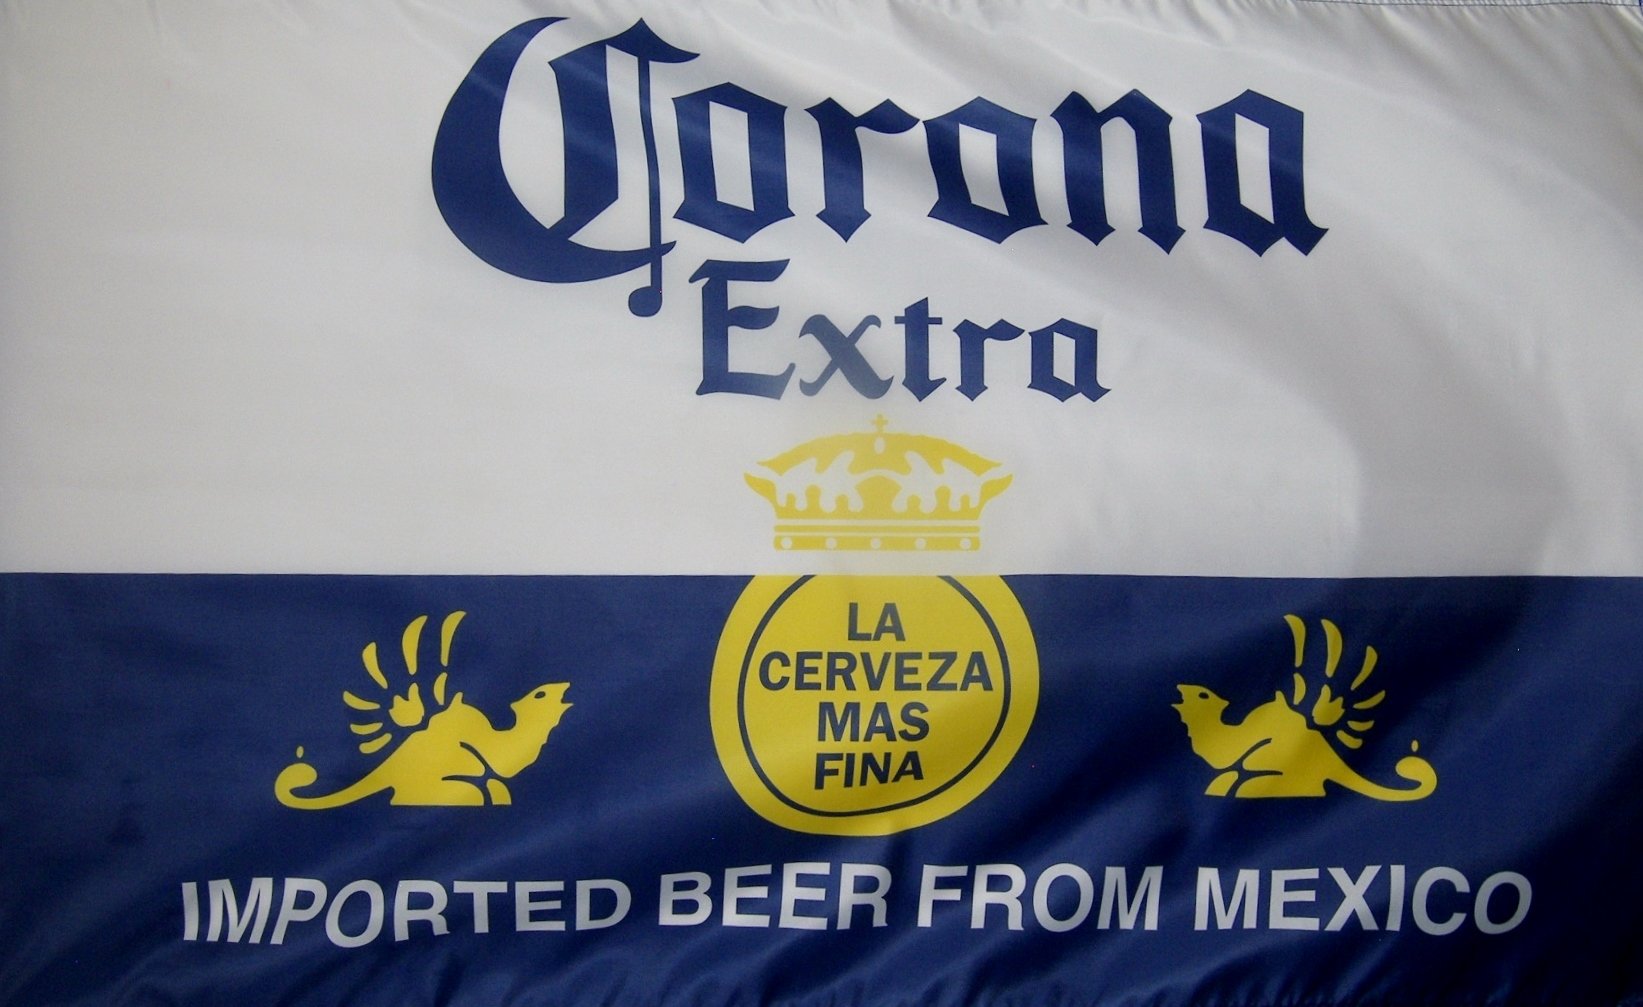 Corona
Extra
LA
CERVEZA
MAS
FINA
IMPORTED BEER FROM MEXICO